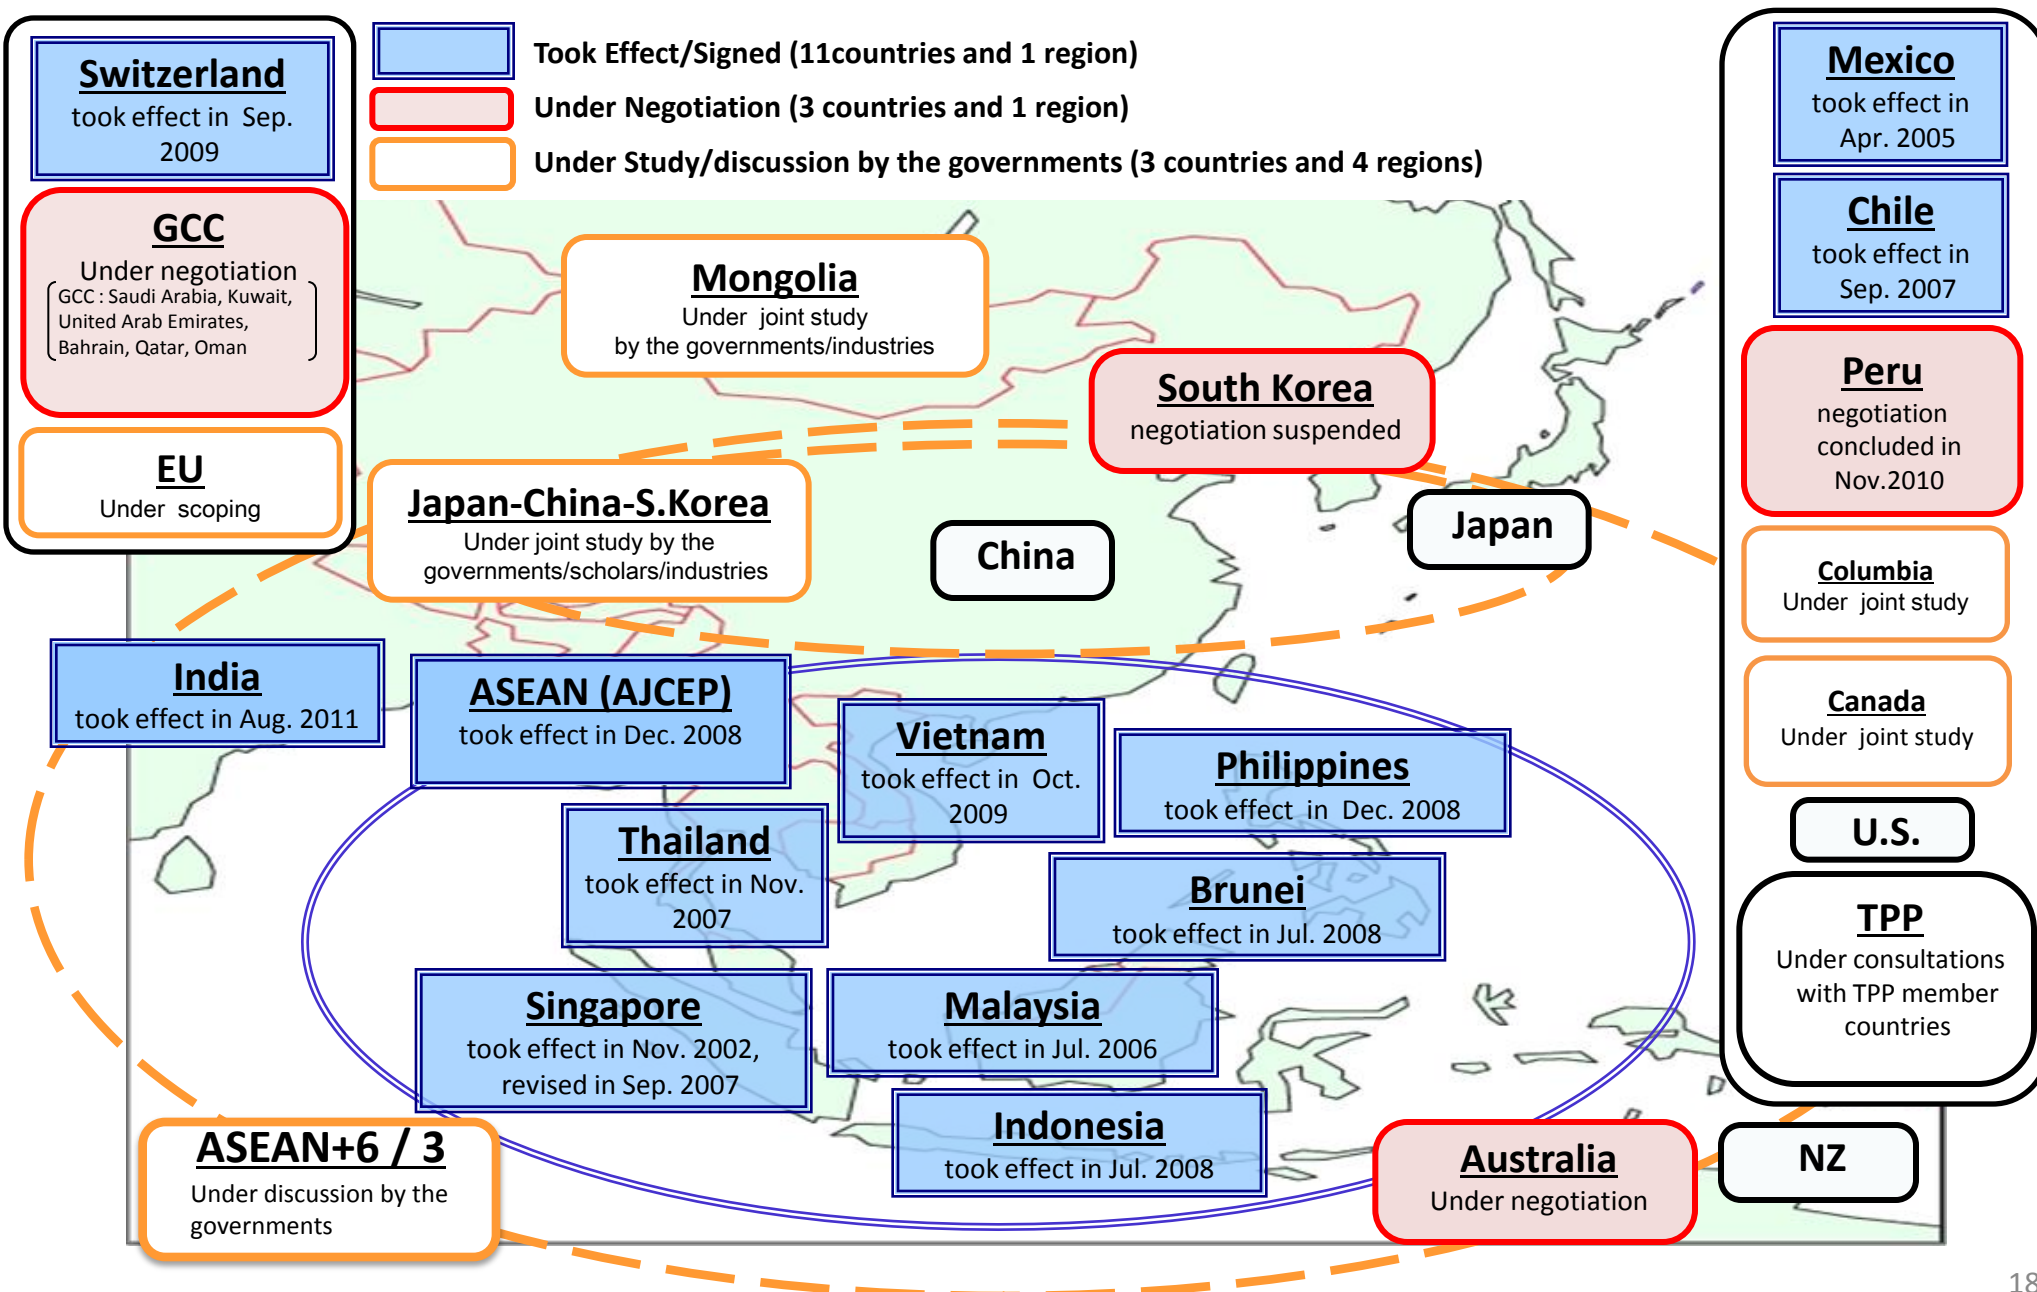 Switzerland
took effect in Sep.
2009
GCC
Under negotiation
GCC : Saudi Arabia, Kuwait,
United Arab Emirates,
Bahrain, Qatar, Oman
EU
Under scoping
Took Effect/Signed (11countries and 1 region)
Under Negotiation (3 countries and 1 region)
Under Study/discussion by the governments (3 countries and 4 regions)
Mongolia
Under joint study
by the governments/industries
South Korea
negotiation suspended
Japan-China-S.Korea
Under joint study by the
governments/scholars/industries
China
Japan
India
took effect in Aug. 2011
ASEAN (AJCEP)
took effect in Dec. 2008
Vietnam
took effect in Oct.
2009
Philippines
took effect in Dec. 2008
Thailand
took effect in Nov.
2007
Brunei
took effect in Jul. 2008
Singapore
took effect in Nov. 2002,
revised in Sep. 2007
Malaysia
took effect in Jul. 2006
Indonesia
took effect in Jul. 2008
ASEAN+6 / 3
Under discussion by the
governments
Australia
Under negotiation
NZ
Mexico
took effect in
Apr. 2005
Chile
took effect in
Sep. 2007
Peru
negotiation
concluded in
Nov.2010
Columbia
Under joint study
Canada
Under joint study
U.S.
TPP
Under consultations
with TPP member
countries
18